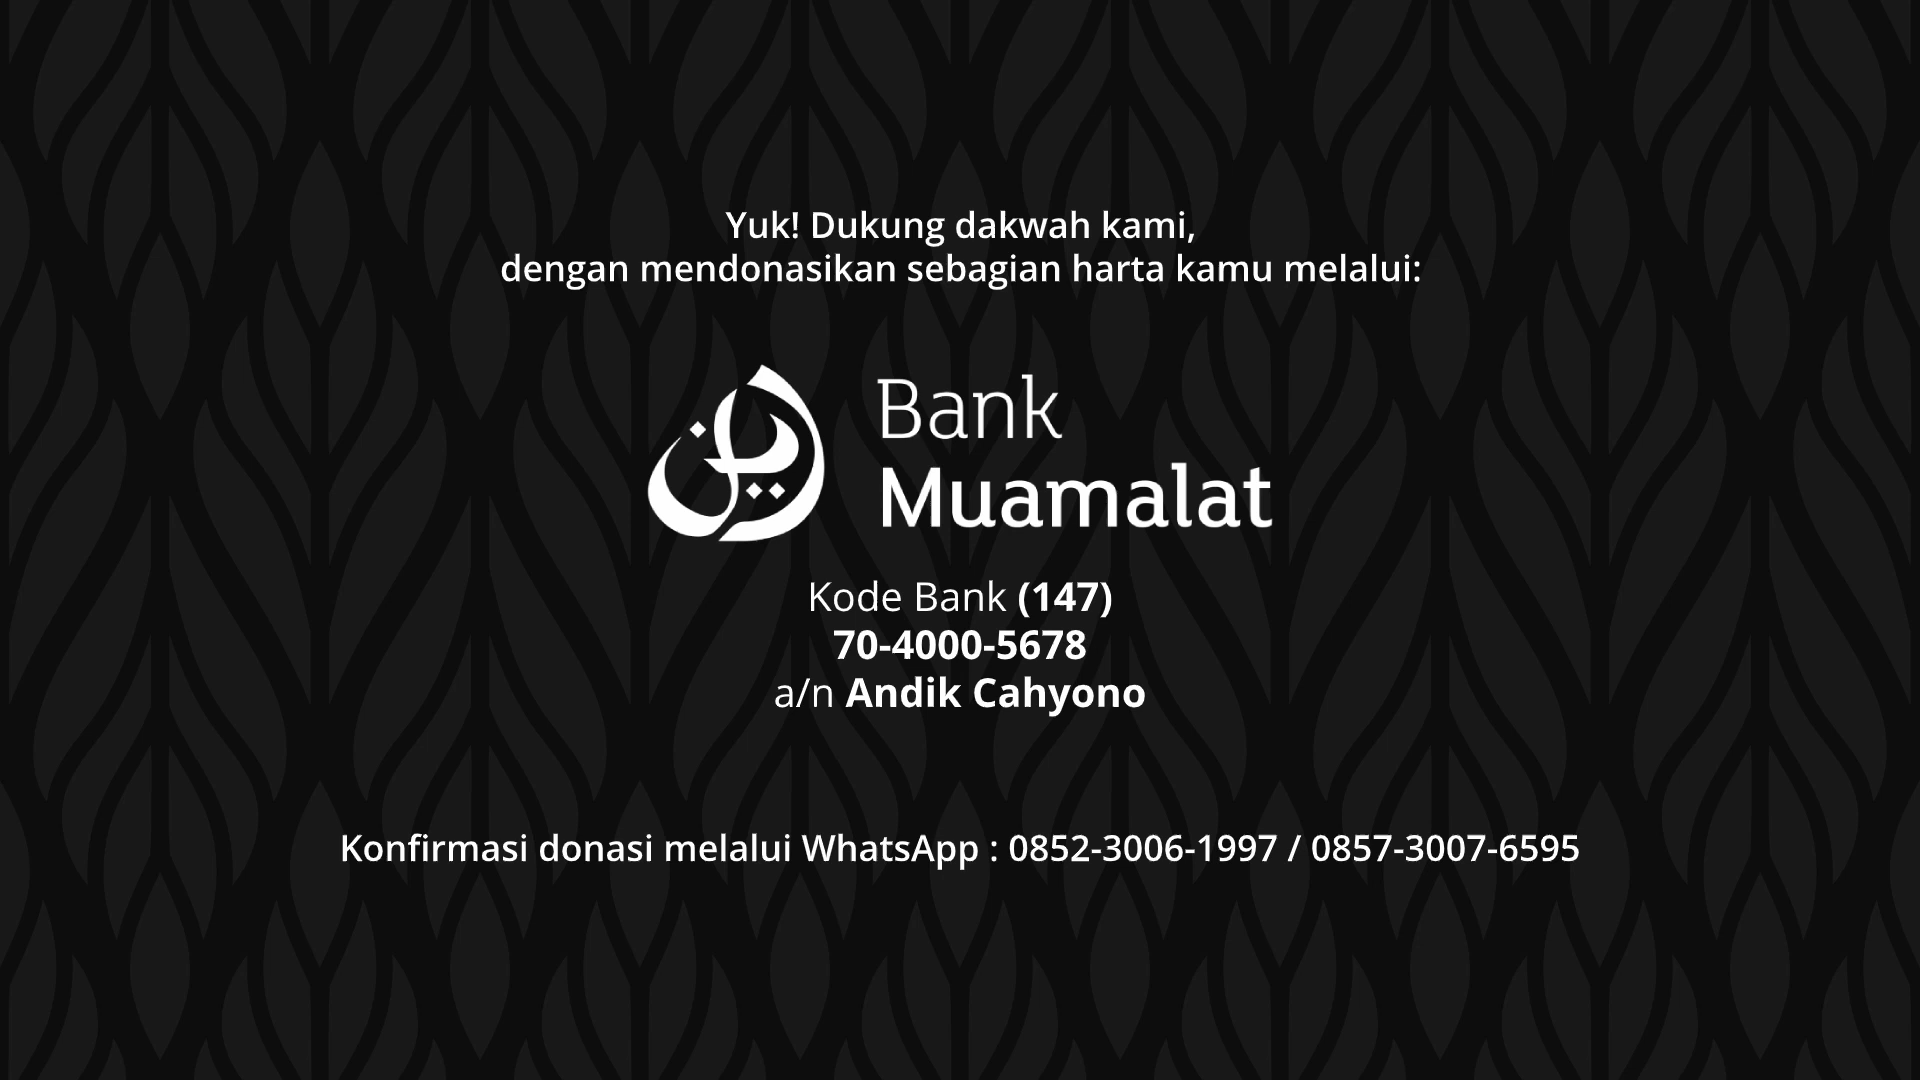 Yuk! Dukung dakwah kami,
dengan mendonasikan sebagian harta kamu melalui:
Bank
Muamalat
Kode Bank (147)
70-4000-5678
a/n Andik Cahyono
Konfirmasi donasi melalui WhatsApp : 0852-3006-1997 / 0857-3007-6595